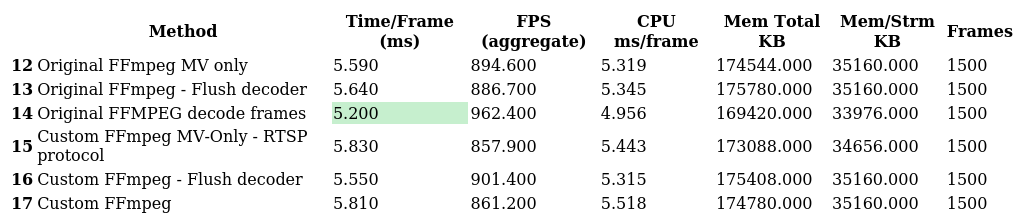 Method Time/Frame (ms) FPS (aggregate) CPU ms/frame Mem Total KB Mem/Strm KB Frames
12 Original FFmpeg MV only 5.590 894.600 5.319 174544.000 35160.000 1500
13 Original FFmpeg - Flush decoder 5.640 886.700 5.345 175780.000 35160.000 1500
14 Original FFMPEG decode frames 5.200 962.400 4.956 169420.000 33976.000 1500
15 Custom FFmpeg MV-Only - RTSP protocol 5.830 857.900 5.443 173088.000 34656.000 1500
16 Custom FFmpeg - Flush decoder 5.550 901.400 5.315 175408.000 35160.000 1500
17 Custom FFmpeg 5.810 861.200 5.518 174780.000 35160.000 1500